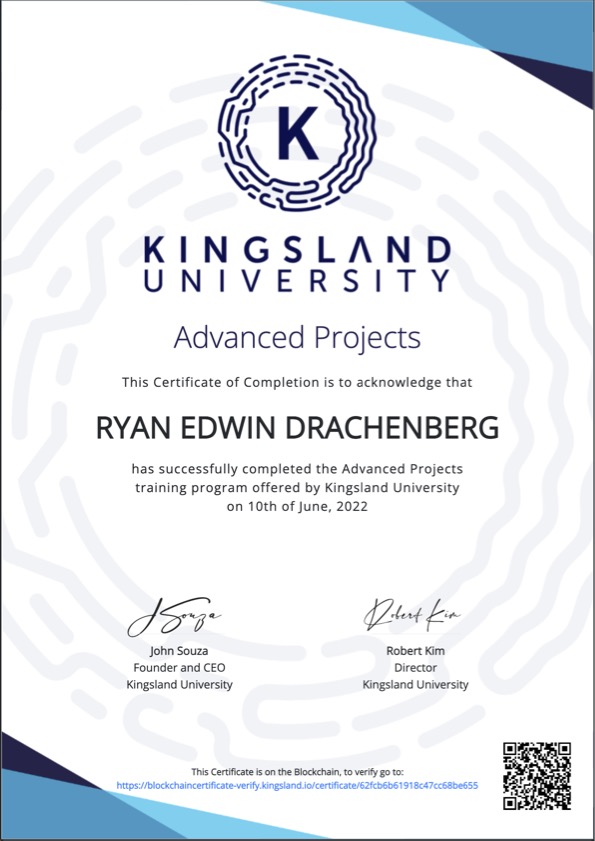 K
KINGSLAND
UNIVERSITY
Advanced Projects
This Certificate of Completion is to acknowledge that
RYAN EDWIN DRACHENBERG
has successfully completed the Advanced Projects
training program offered by Kingsland University
on 10th of June, 2022
JSouza
Robert Kim
John Souza
Founder and CEO
Kingsland University
Robert Kim
Director
Kingsland University
This Certificate is on the Blockchain, to verify go to:
https://blockchaincertificate-verify.kingsland.io/certificate/62fcb6b61918c47cc68be655